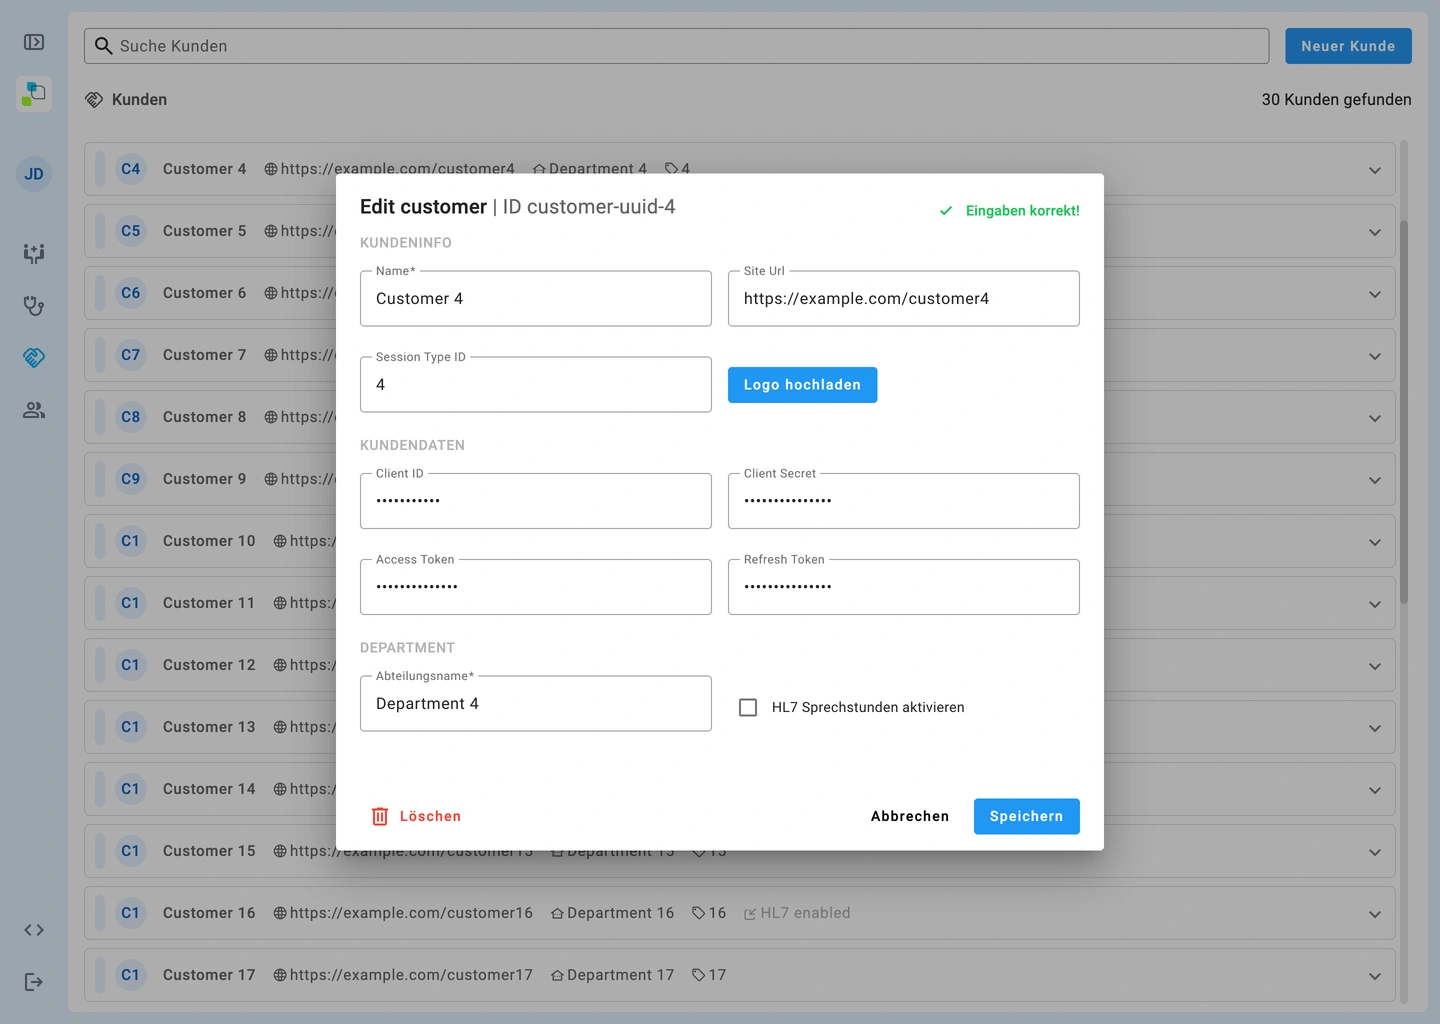 Suche Kunden
Neuer Kunde
Kunden
30 Kunden gefunden
JD
C4 Customer 4 https://example.com/customer4 Department 4 4
C5 Customer 5 https://
C6 Customer 6 https://
C7 Customer 7 https://
C8 Customer 8 https://
C9 Customer 9 https://
C1 Customer 10 https:/
C1 Customer 11 https:/
C1 Customer 12 https:/
C1 Customer 13 https:/
C1 Customer 14 https:/
C1 Customer 15 https://example.com/customer15 Department 15 15
C1 Customer 16 https://example.com/customer16 Department 16 16 HL7 enabled
C1 Customer 17 https://example.com/customer17 Department 17 17
Edit customer | ID customer-uuid-4
Eingaben korrekt!
KUNDENINFO
Name*
Customer 4
Site Url
https://example.com/customer4
Session Type ID
4
Logo hochladen
KUNDENDATEN
Client ID
•••••••••••
Client Secret
•••••••••••••••
Access Token
••••••••••••••
Refresh Token
•••••••••••••••
DEPARTMENT
Abteilungsname*
Department 4
HL7 Sprechstunden aktivieren
Löschen
Abbrechen
Speichern